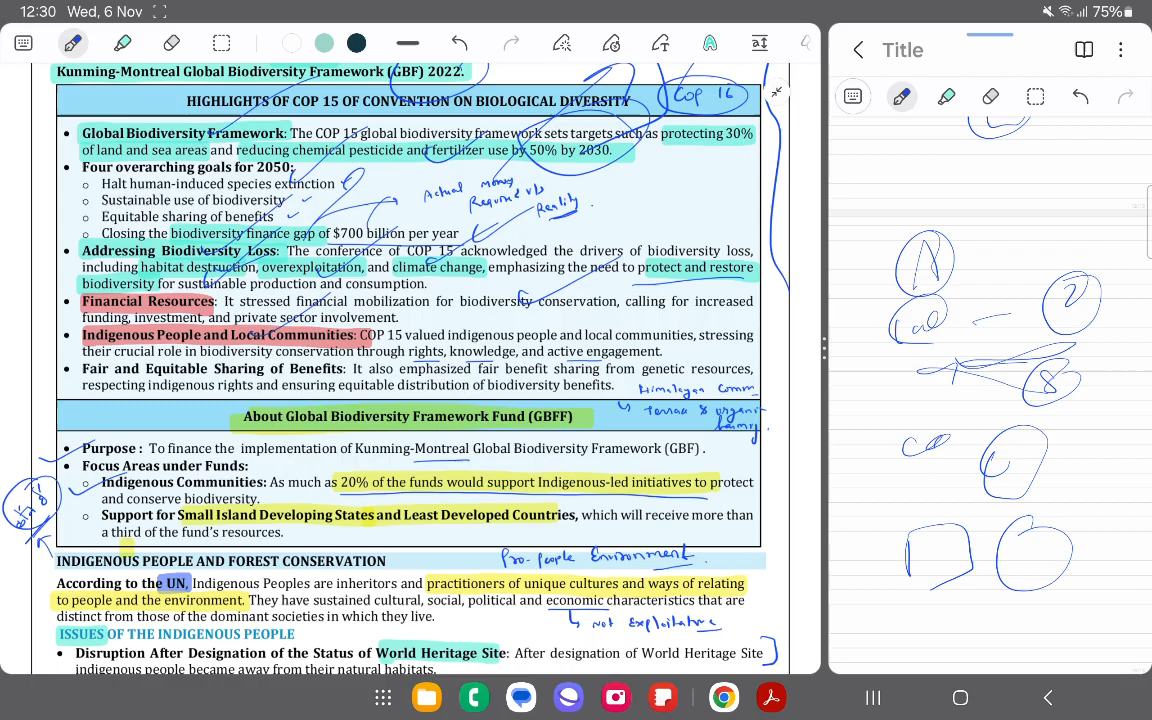 12:30 Wed, 6 Nov
75%
Title
Kunming-Montreal Global Biodiversity Framework (GBF) 2022.
HIGHLIGHTS OF COP 15 OF CONVENTION ON BIOLOGICAL DIVERSITY
COP 16
• Global Biodiversity Framework: The COP 15 global biodiversity framework sets targets such as protecting 30%
of land and sea areas and reducing chemical pesticide and fertilizer use by 50% by 2030.
• Four overarching goals for 2050:
o Halt human-induced species extinction
o Sustainable use of biodiversity
o Equitable sharing of benefits
o Closing the biodiversity finance gap of $700 billion per year
Actual money
Required v/s
Reality.
• Addressing Biodiversity Loss: The conference of COP 15 acknowledged the drivers of biodiversity loss,
including habitat destruction, overexploitation, and climate change, emphasizing the need to protect and restore
biodiversity for sustainable production and consumption.
• Financial Resources: It stressed financial mobilization for biodiversity conservation, calling for increased
funding, investment, and private sector involvement.
• Indigenous People and Local Communities: COP 15 valued indigenous people and local communities, stressing
their crucial role in biodiversity conservation through rights, knowledge, and active engagement.
• Fair and Equitable Sharing of Benefits: It also emphasized fair benefit sharing from genetic resources,
respecting indigenous rights and ensuring equitable distribution of biodiversity benefits.
Himalayan Comm
Terrace & organic
farming.
About Global Biodiversity Framework Fund (GBFF)
• Purpose : To finance the implementation of Kunming-Montreal Global Biodiversity Framework (GBF) .
• Focus Areas under Funds:
o Indigenous Communities: As much as 20% of the funds would support Indigenous-led initiatives to protect
and conserve biodiversity.
o Support for Small Island Developing States and Least Developed Countries, which will receive more than
a third of the fund's resources.
INDIGENOUS PEOPLE AND FOREST CONSERVATION
Pro-people Environment.
According to the UN, Indigenous Peoples are inheritors and practitioners of unique cultures and ways of relating
to people and the environment. They have sustained cultural, social, political and economic characteristics that are
distinct from those of the dominant societies in which they live.
Not Exploitative
ISSUES OF THE INDIGENOUS PEOPLE
• Disruption After Designation of the Status of World Heritage Site: After designation of World Heritage Site
indigenous people became away from their natural habitats.
A
2
8